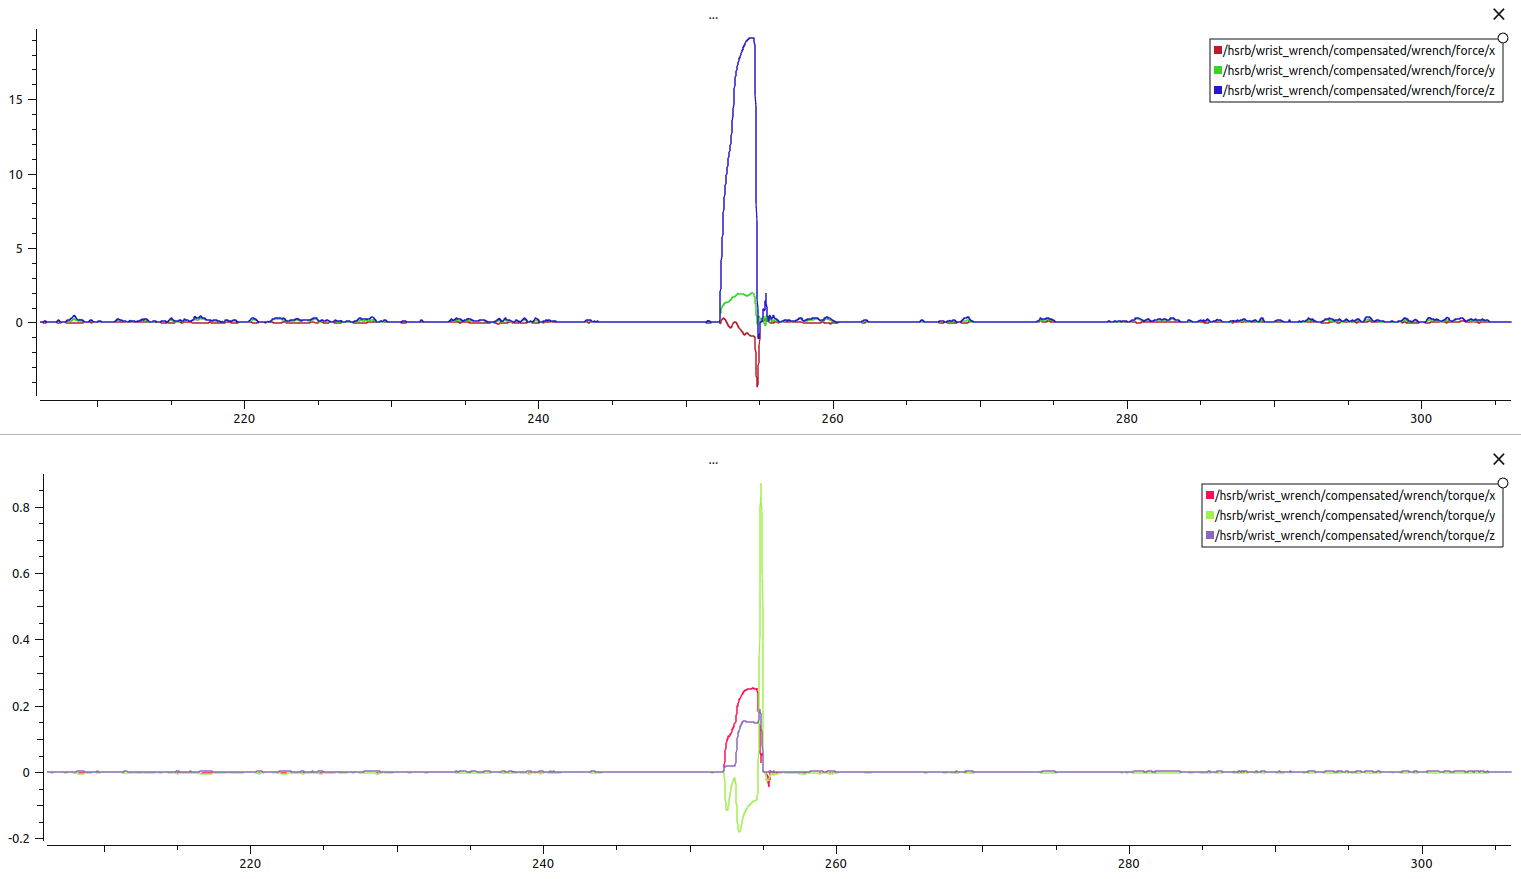 ...
/hsrb/wrist_wrench/compensated/wrench/force/x
/hsrb/wrist_wrench/compensated/wrench/force/y
/hsrb/wrist_wrench/compensated/wrench/force/z
15
10
5
0
220 240 260 280 300
...
/hsrb/wrist_wrench/compensated/wrench/torque/x
/hsrb/wrist_wrench/compensated/wrench/torque/y
/hsrb/wrist_wrench/compensated/wrench/torque/z
0.8
0.6
0.4
0.2
0
-0.2
220 240 260 280 300